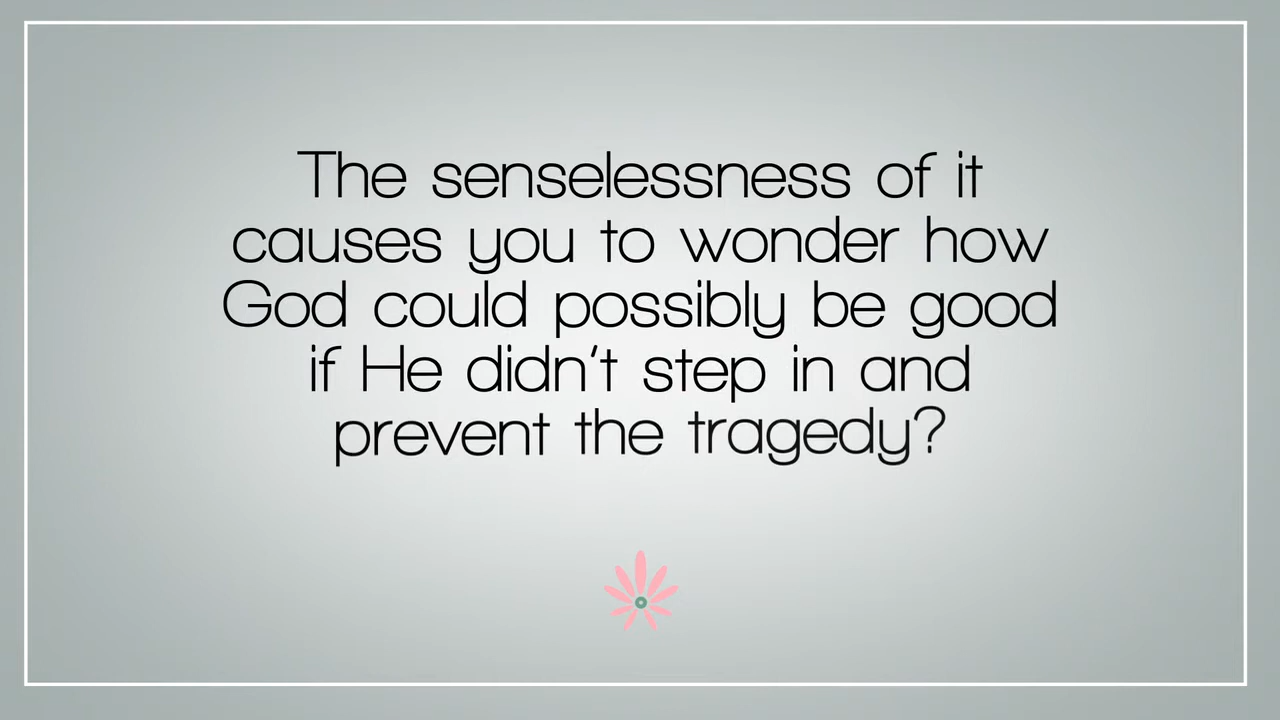 The senselessness of it
causes you to wonder how
God could possibly be good
if He didn't step in and
prevent the tragedy?